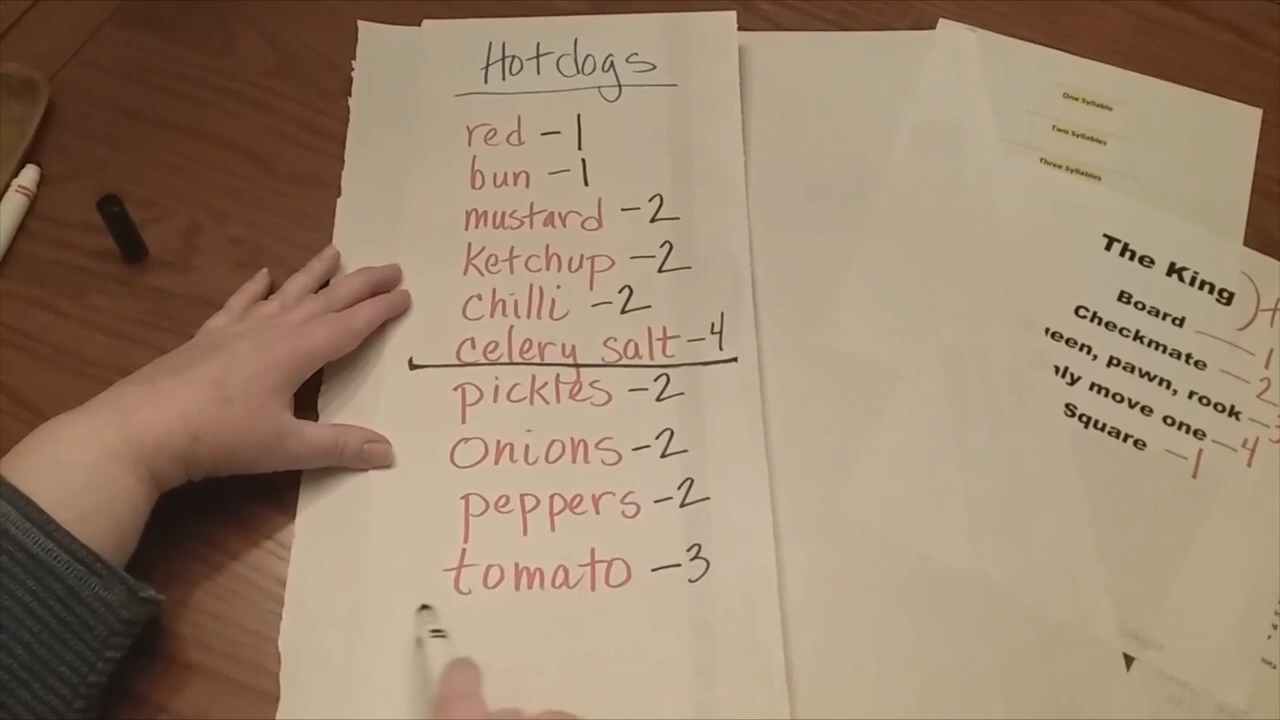 Hotdogs
red - 1
bun - 1
mustard - 2
Ketchup - 2
chilli - 2
celery salt - 4
pickles - 2
Onions - 2
peppers - 2
tomato - 3
One Syllable
Two Syllables
Three Syllables
The King
Board 1
Checkmate 2
pawn, rook
move one 4
Square 1